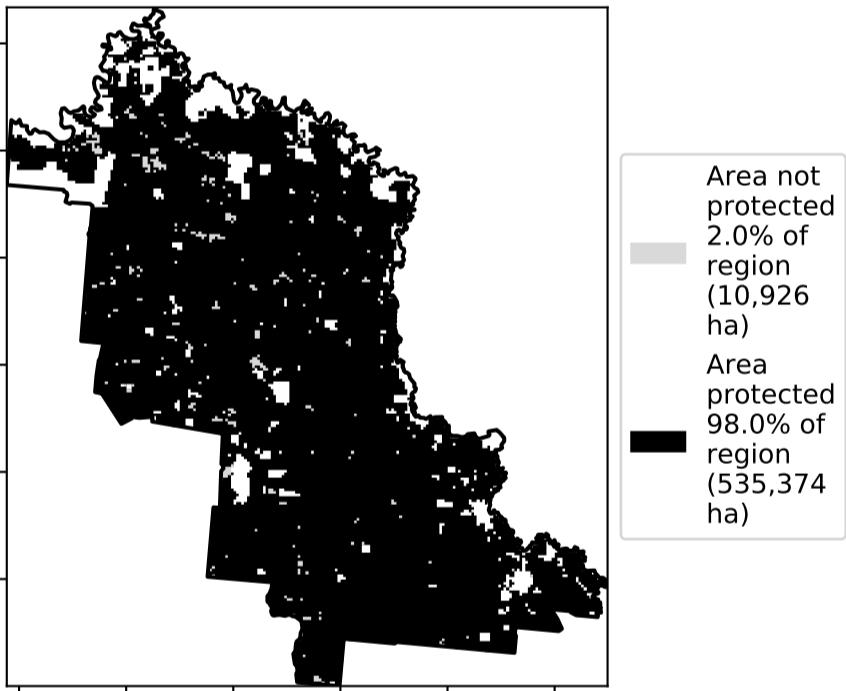 Area not
protected
2.0% of
region
(10,926
ha)
Area
protected
98.0% of
region
(535,374
ha)